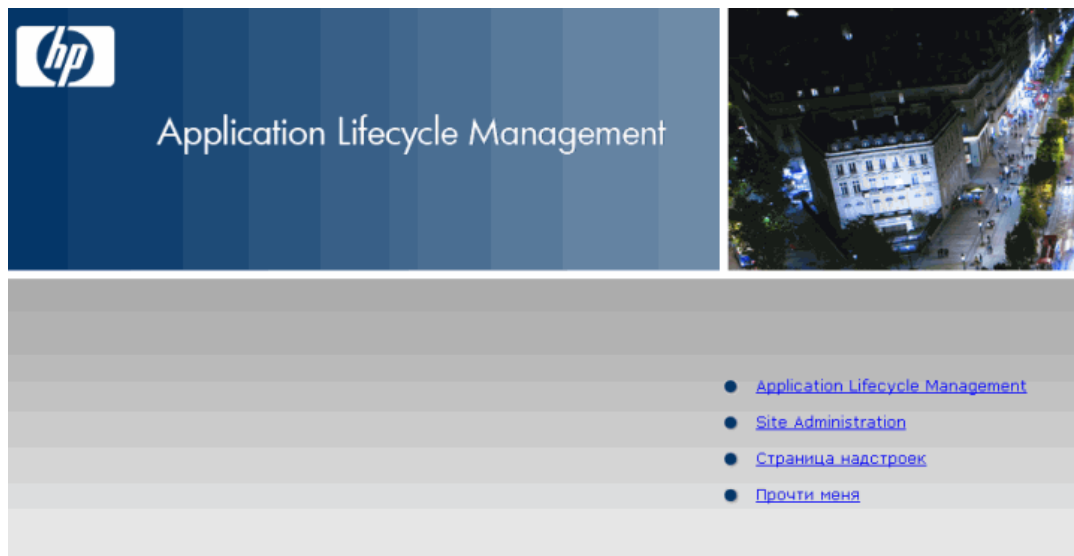 hp
Application Lifecycle Management
Application Lifecycle Management
Site Administration
Страница надстроек
Прочти меня